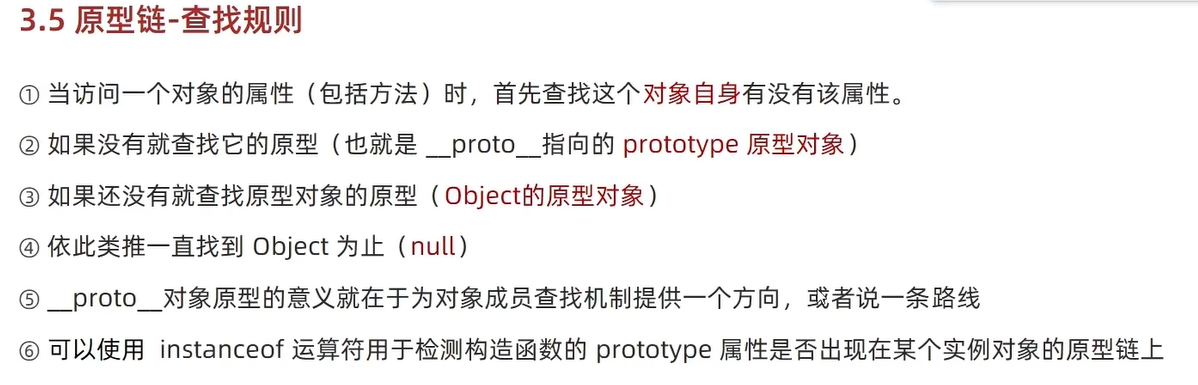 3.5 原型链-查找规则
① 当访问一个对象的属性（包括方法）时，首先查找这个对象自身有没有该属性。
② 如果没有就查找它的原型（也就是 __proto__指向的 prototype 原型对象）
③ 如果还没有就查找原型对象的原型（Object的原型对象）
④ 依此类推一直找到 Object 为止（null）
⑤ __proto__对象原型的意义就在于为对象成员查找机制提供一个方向，或者说一条路线
⑥ 可以使用 instanceof 运算符用于检测构造函数的 prototype 属性是否出现在某个实例对象的原型链上